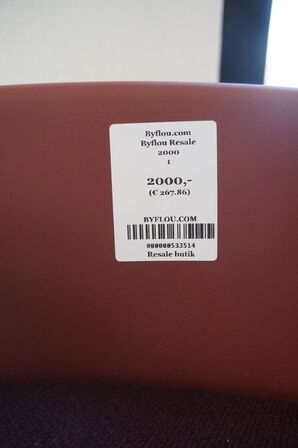 Byflou.com
Byflou Resale
2000
1
2000,-
(€ 267.86)
BYFLOU.COM
000000533514
Resale butik